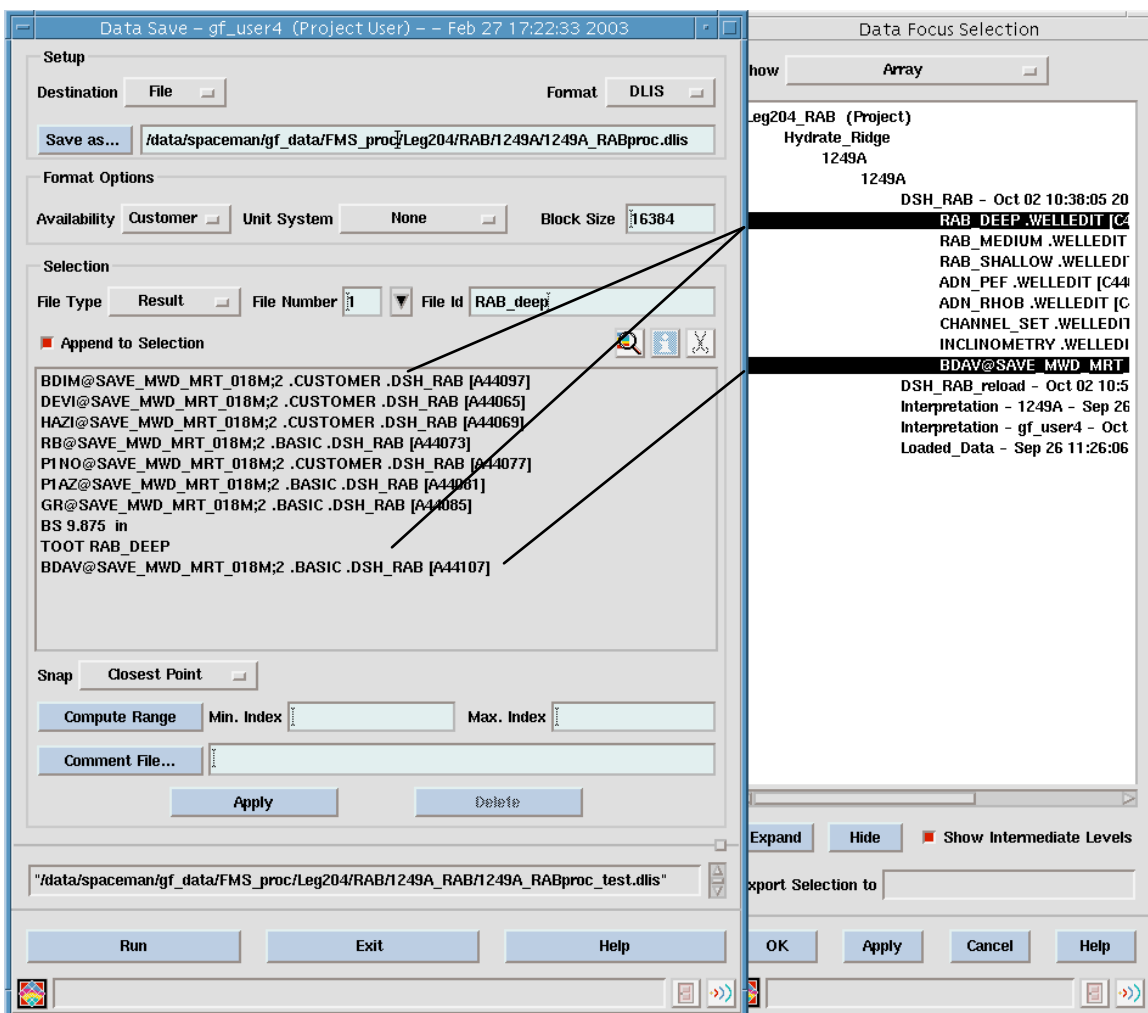 Data Save – gf_user4 (Project User) – – Feb 27 17:22:33 2003
Setup
Destination File Format DLIS
Save as... /data/spaceman/gf_data/FMS_proc/Leg204/RAB/1249A/1249A_RABproc.dlis
Format Options
Availability Customer Unit System None Block Size 16384
Selection
File Type Result File Number 1 File Id RAB_deep
Append to Selection
BDIM@SAVE_MWD_MRT_018M;2 .CUSTOMER .DSH_RAB [A44097]
DEVI@SAVE_MWD_MRT_018M;2 .CUSTOMER .DSH_RAB [A44065]
HAZI@SAVE_MWD_MRT_018M;2 .CUSTOMER .DSH_RAB [A44069]
RB@SAVE_MWD_MRT_018M;2 .BASIC .DSH_RAB [A44073]
P1NO@SAVE_MWD_MRT_018M;2 .CUSTOMER .DSH_RAB [A44077]
P1AZ@SAVE_MWD_MRT_018M;2 .BASIC .DSH_RAB [A44081]
GR@SAVE_MWD_MRT_018M;2 .BASIC .DSH_RAB [A44085]
BS 9.875 in
TOOT RAB_DEEP
BDAV@SAVE_MWD_MRT_018M;2 .BASIC .DSH_RAB [A44107]
Snap Closest Point
Compute Range Min. Index Max. Index
Comment File...
Apply Delete
"/data/spaceman/gf_data/FMS_proc/Leg204/RAB/1249A_RAB/1249A_RABproc_test.dlis"
Run Exit Help
Data Focus Selection
how Array
eg204_RAB (Project)
Hydrate_Ridge
1249A
1249A
DSH_RAB – Oct 02 10:38:05 20
RAB_DEEP .WELLEDIT [C4
RAB_MEDIUM .WELLEDIT
RAB_SHALLOW .WELLEDI
ADN_PEF .WELLEDIT [C44
ADN_RHOB .WELLEDIT [C
CHANNEL_SET .WELLEDIT
INCLINOMETRY .WELLEDI
BDAV@SAVE_MWD_MRT_
DSH_RAB_reload – Oct 02 10:5
Interpretation – 1249A – Sep 26
Interpretation – gf_user4 – Oct
Loaded_Data – Sep 26 11:26:06
Expand Hide Show Intermediate Levels
xport Selection to
OK Apply Cancel Help